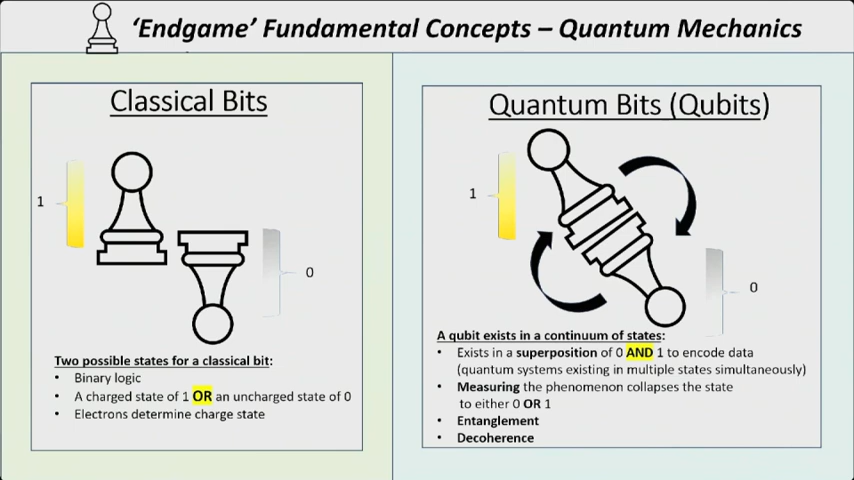 ‘Endgame’ Fundamental Concepts – Quantum Mechanics
Classical Bits
1
0
Two possible states for a classical bit:
• Binary logic
• A charged state of 1 OR an uncharged state of 0
• Electrons determine charge state
Quantum Bits (Qubits)
1
0
A qubit exists in a continuum of states:
• Exists in a superposition of 0 AND 1 to encode data
(quantum systems existing in multiple states simultaneously)
• Measuring the phenomenon collapses the state
to either 0 OR 1
• Entanglement
• Decoherence